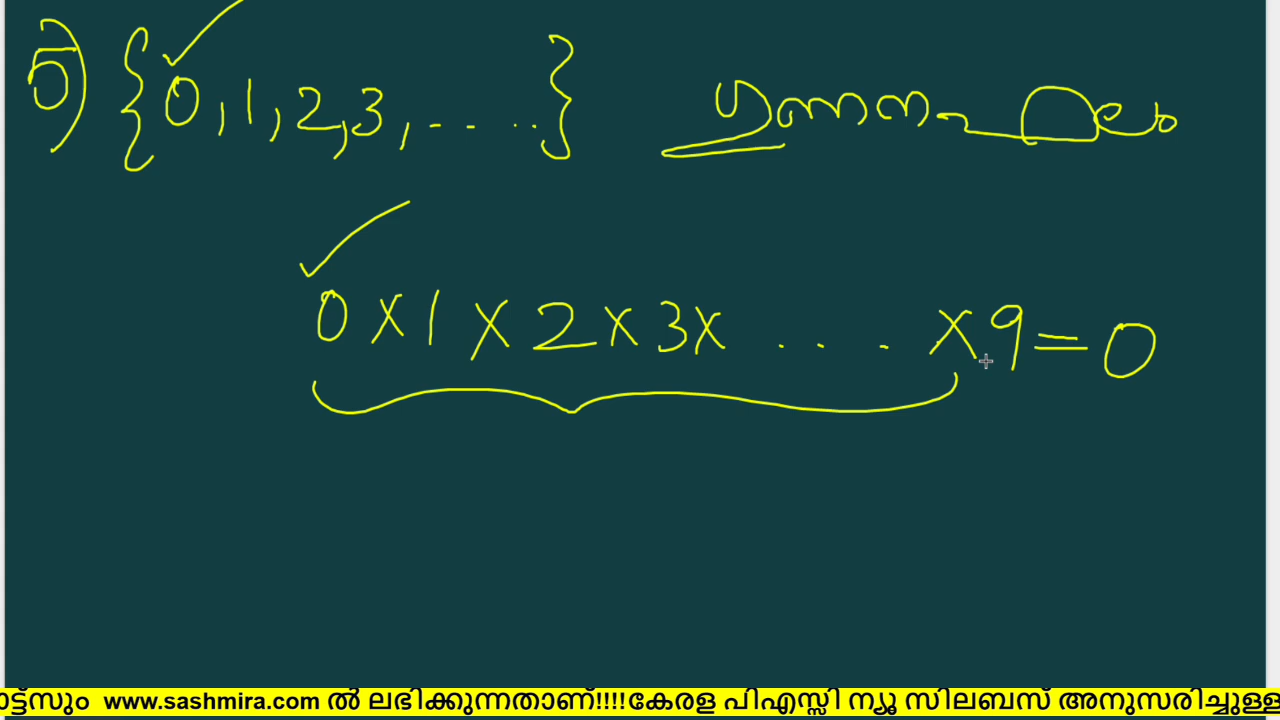 5) {0, 1, 2, 3, .....} ഗുണനഫലം
0 × 1 × 2 × 3 × ... × 9 = 0
ാട്ട്സും www.sashmira.com ൽ ലഭിക്കുന്നതാണ്!!!!കേരള പിഎസ്സി ന്യൂ സിലബസ് അനുസരിച്ചുള്ള